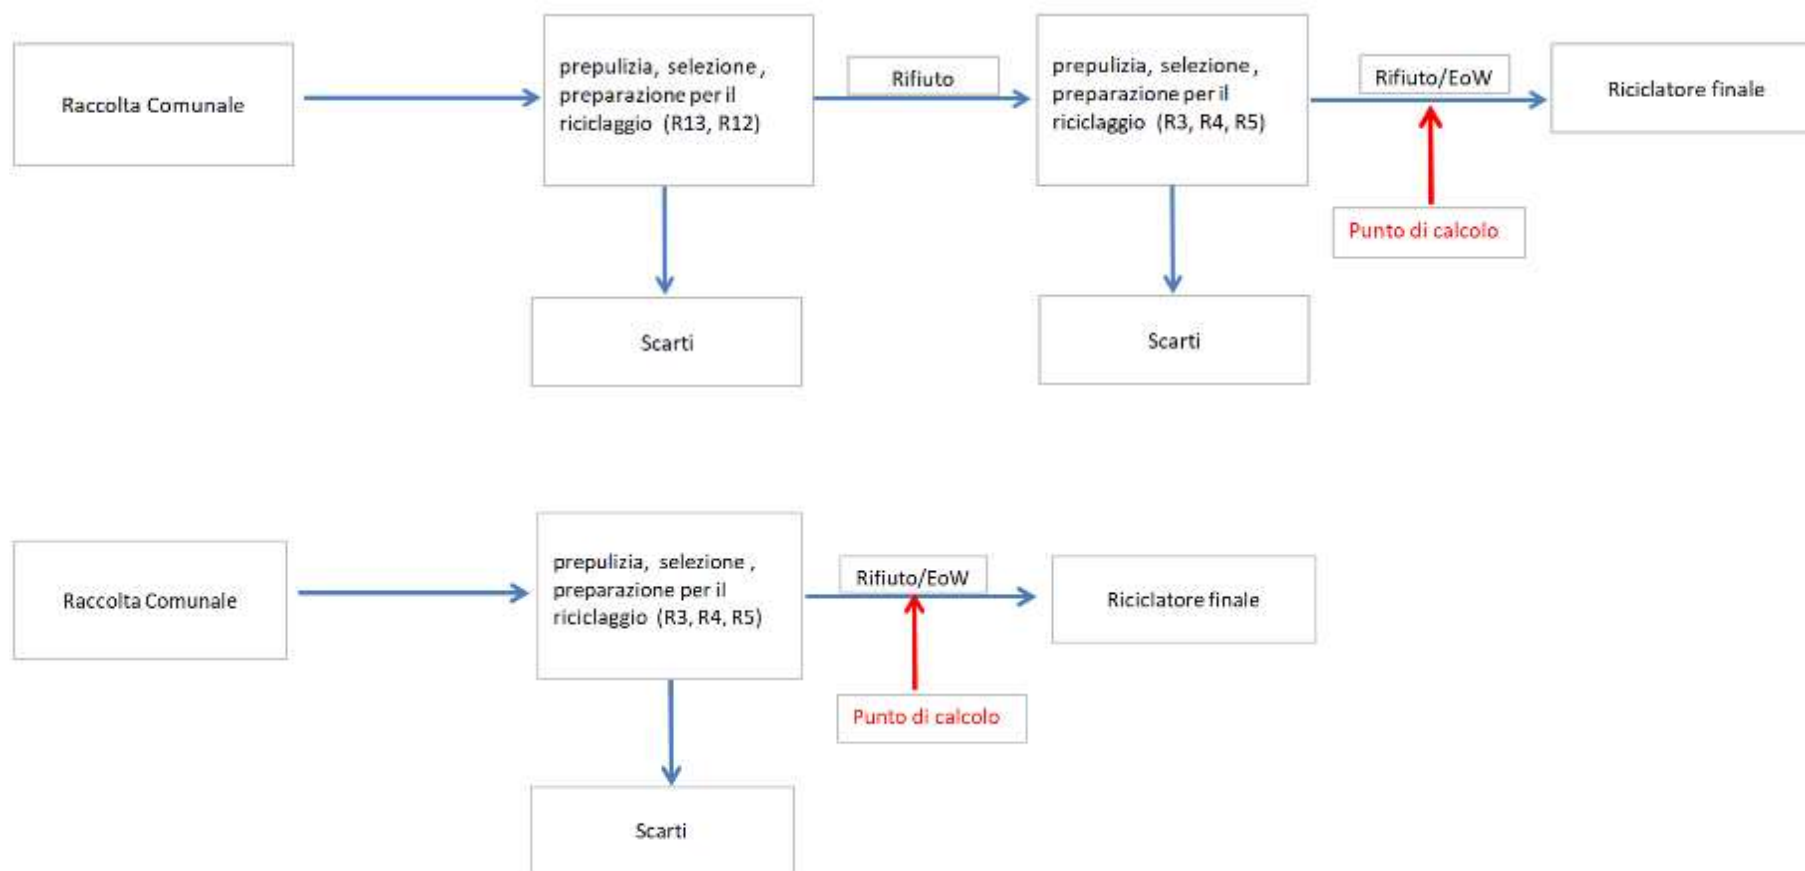 Raccolta Comunale
prepulizia, selezione ,
preparazione per il
riciclaggio (R13, R12)
Rifiuto
prepulizia, selezione ,
preparazione per il
riciclaggio (R3, R4, R5)
Rifiuto/EoW
Riciclatore finale
Punto di calcolo
Scarti
Scarti
Raccolta Comunale
prepulizia, selezione ,
preparazione per il
riciclaggio (R3, R4, R5)
Rifiuto/EoW
Riciclatore finale
Punto di calcolo
Scarti